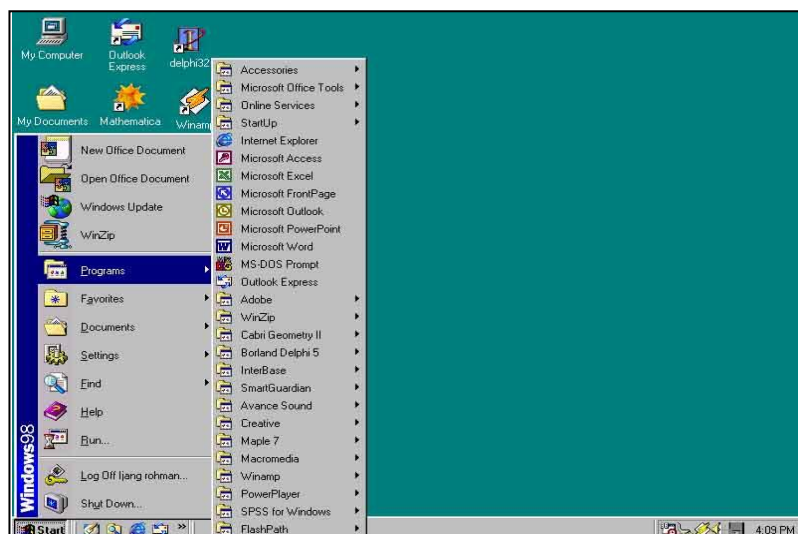 My Computer
Outlook
Express
delphi32
My Documents
Mathematica
Winamp
New Office Document
Open Office Document
Windows Update
WinZip
Programs
Favorites
Documents
Settings
Find
Help
Run...
Log Off Ijang rohman...
Shut Down...
Windows98
Accessories
Microsoft Office Tools
Online Services
StartUp
Internet Explorer
Microsoft Access
Microsoft Excel
Microsoft FrontPage
Microsoft Outlook
Microsoft PowerPoint
Microsoft Word
MS-DOS Prompt
Outlook Express
Adobe
WinZip
Cabri Geometry II
Borland Delphi 5
InterBase
SmartGuardian
Avance Sound
Creative
Maple 7
Macromedia
Winamp
PowerPlayer
SPSS for Windows
FlashPath
Start
4:09 PM